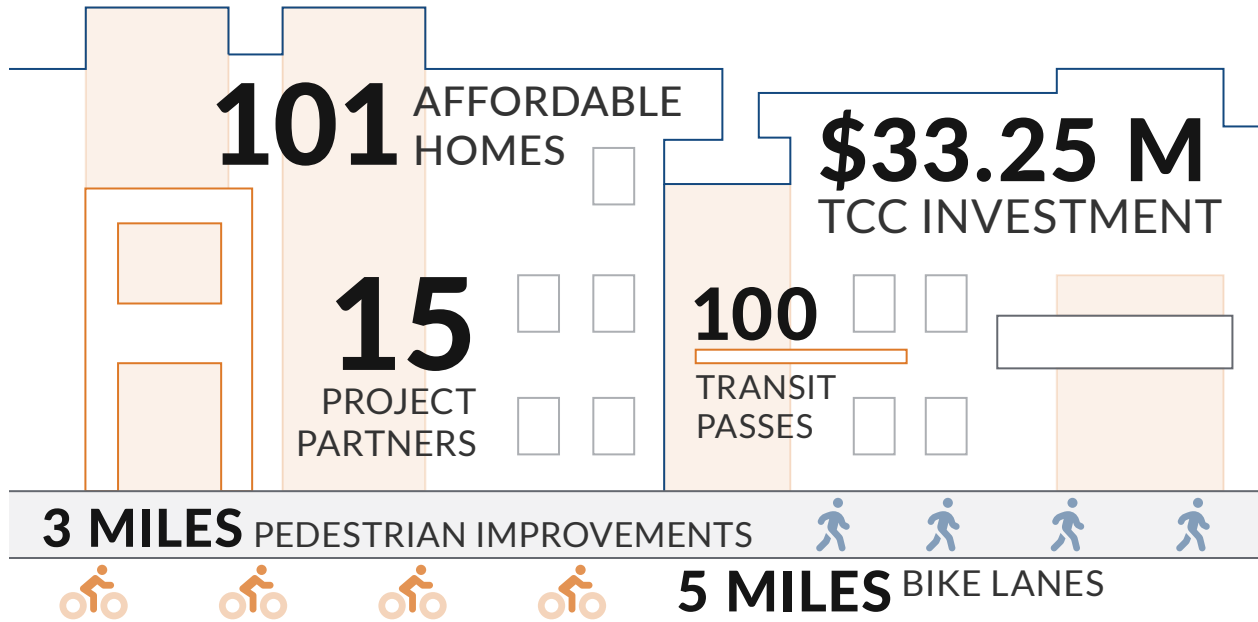 101 AFFORDABLE
HOMES
$33.25 M
TCC INVESTMENT
15
PROJECT
PARTNERS
100
TRANSIT
PASSES
3 MILES PEDESTRIAN IMPROVEMENTS
5 MILES BIKE LANES